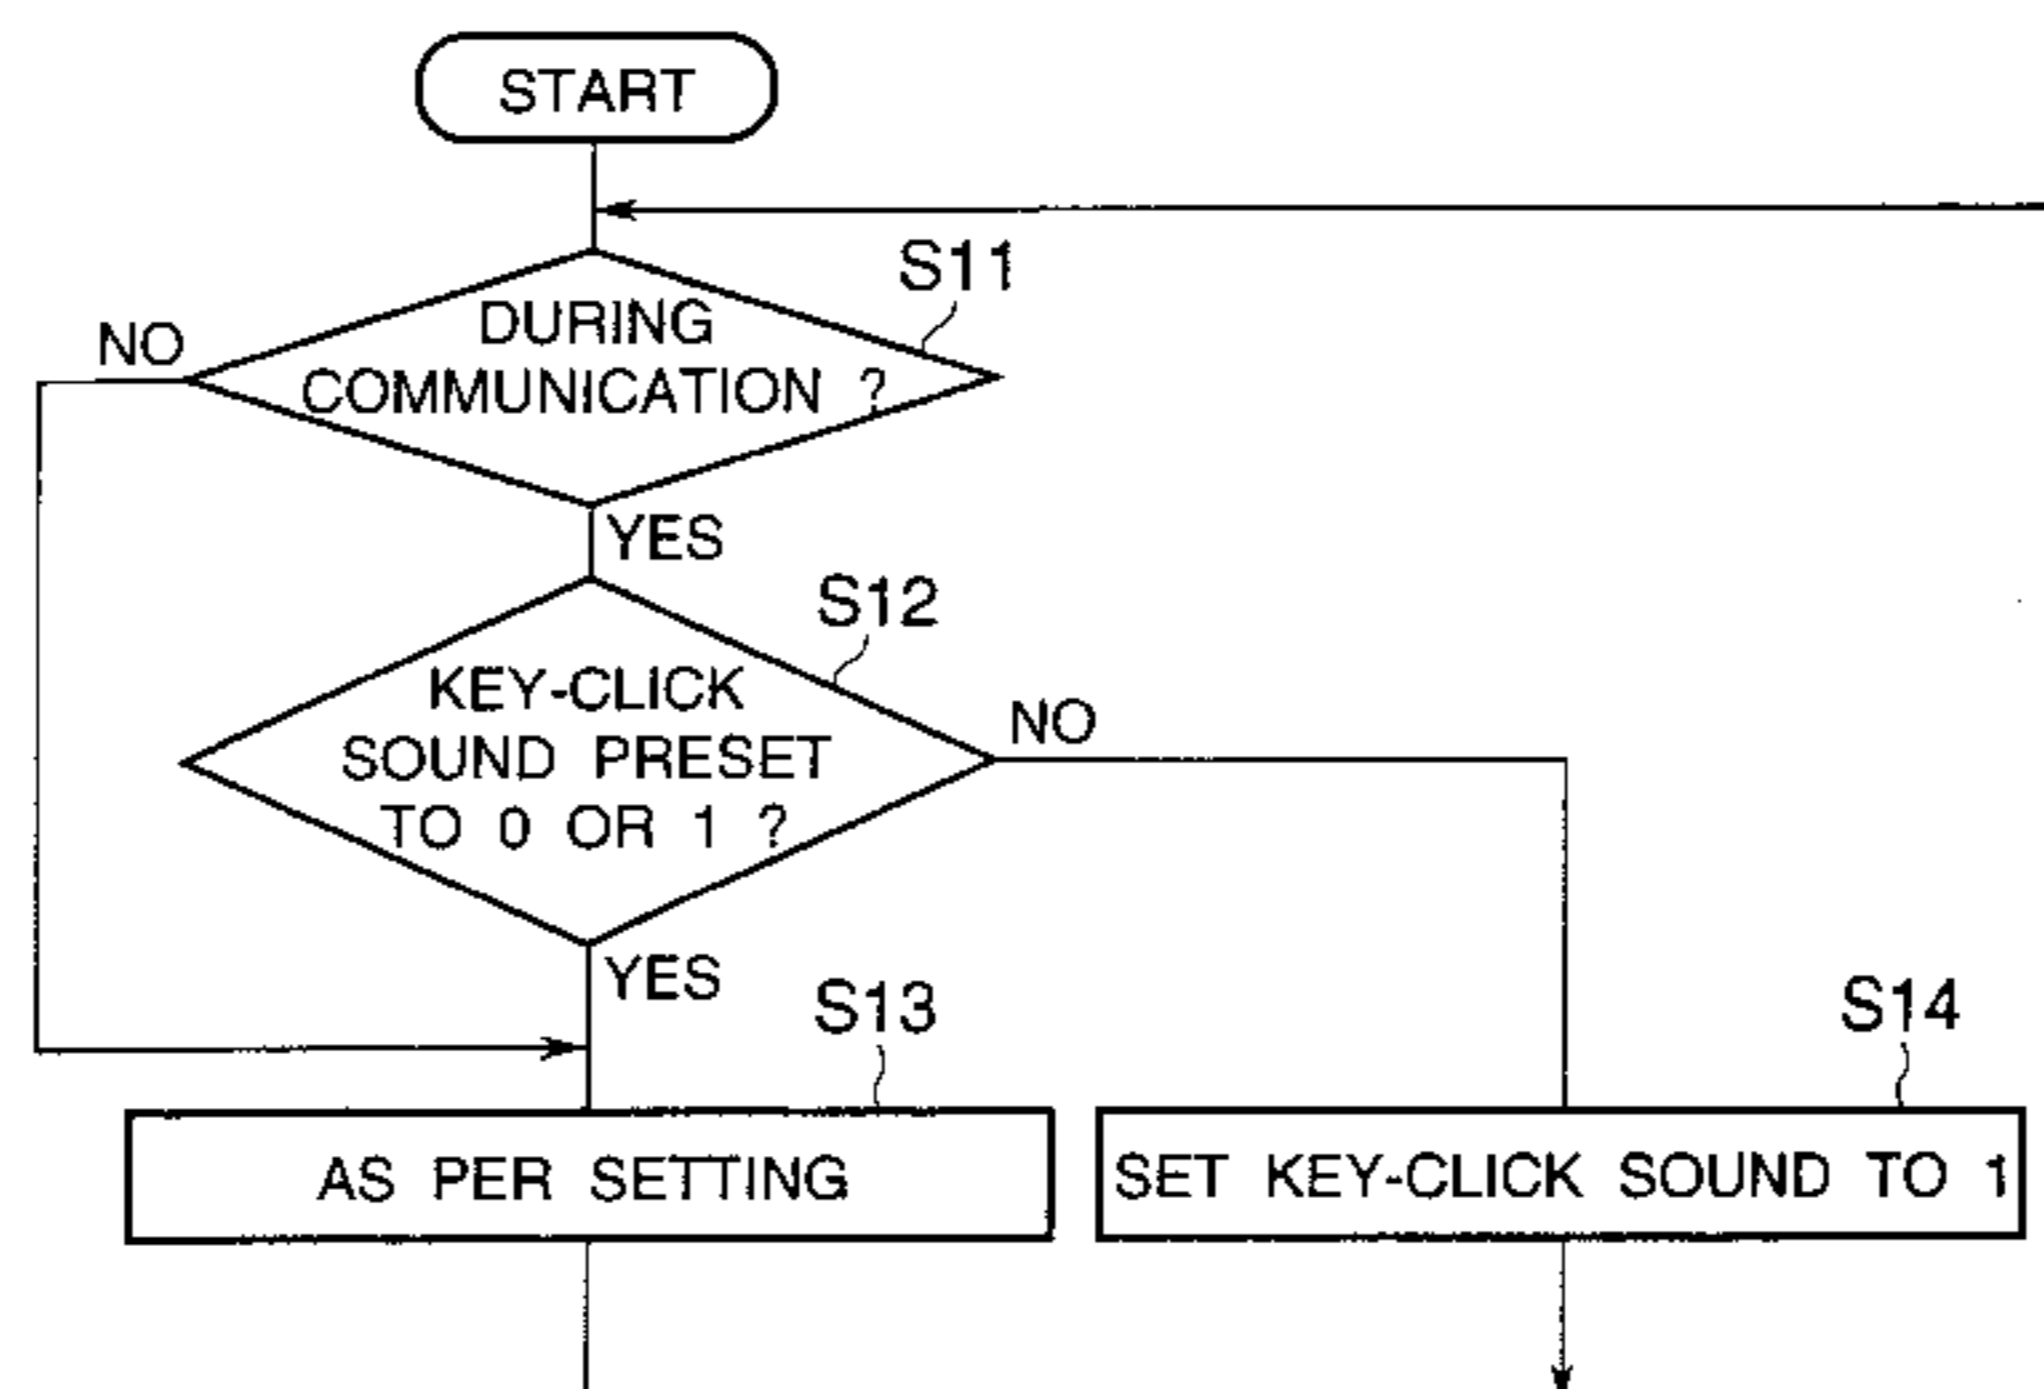 START
S11
NO
DURING
COMMUNICATION ?
YES
S12
KEY-CLICK
SOUND PRESET
TO 0 OR 1 ?
NO
YES
S13
S14
AS PER SETTING
SET KEY-CLICK SOUND TO 1